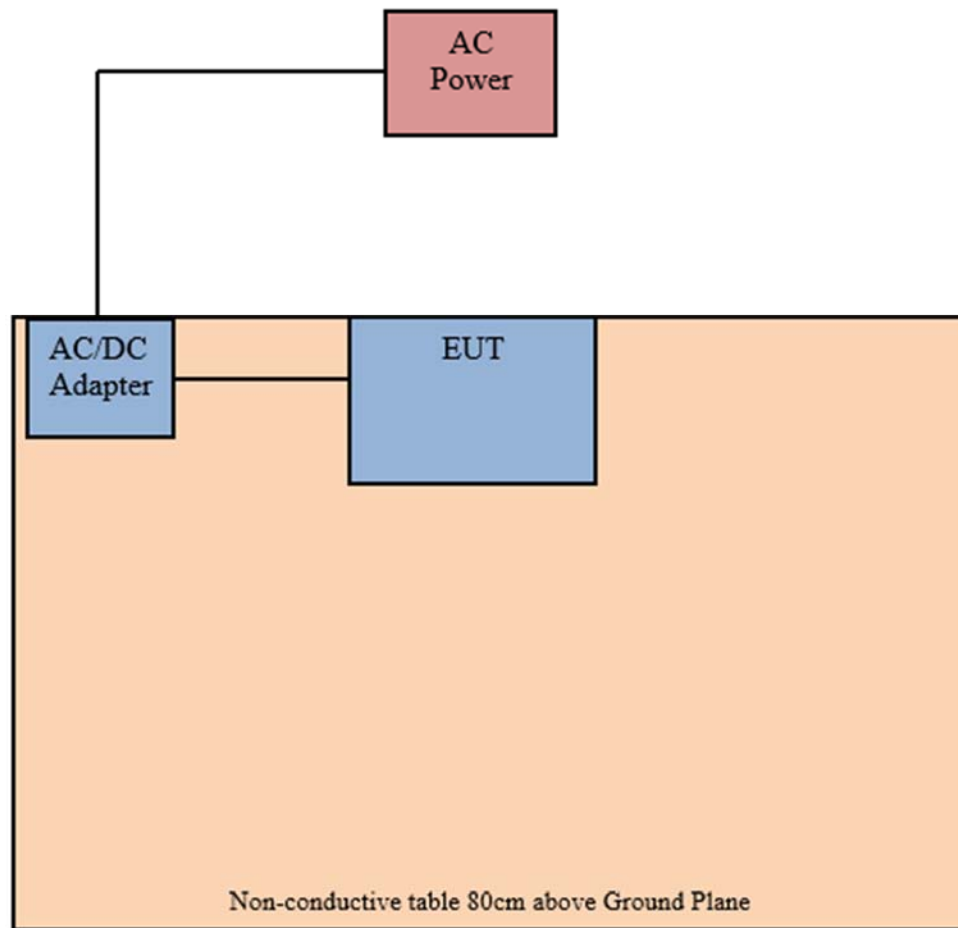 AC
Power
AC/DC
Adapter
EUT
Non-conductive table 80cm above Ground Plane